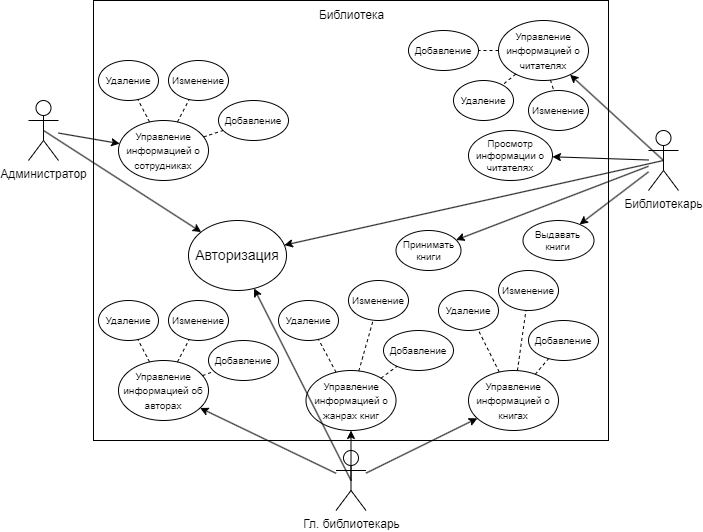 Библиотека
Добавление
Управление
информацией о
читателях
Удаление
Изменение
Удаление
Изменение
Добавление
Управление
информацией о
сотрудниках
Администратор
Просмотр
информации о
читателях
Библиотекарь
Авторизация
Принимать
книги
Выдавать
книги
Удаление
Изменение
Добавление
Управление
информацией об
авторах
Удаление
Изменение
Добавление
Управление
информацией о
жанрах книг
Удаление
Изменение
Добавление
Управление
информацией о
книгах
Гл. библиотекарь